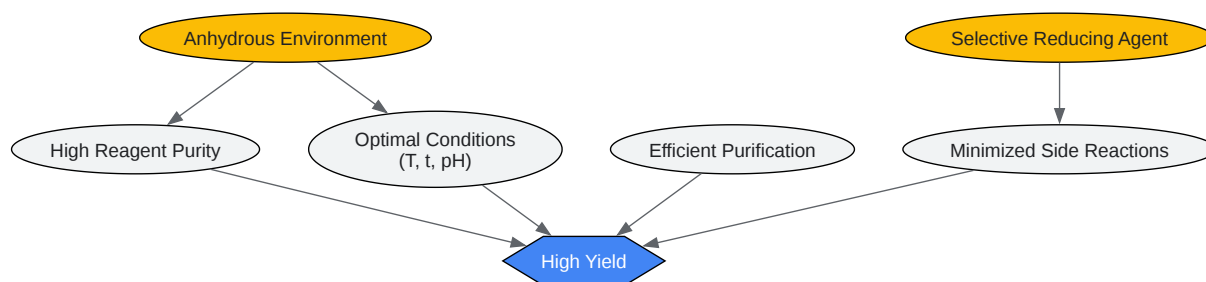 Anhydrous Environment
Selective Reducing Agent
High Reagent Purity
Optimal Conditions
(T, t, pH)
Efficient Purification
Minimized Side Reactions
High Yield